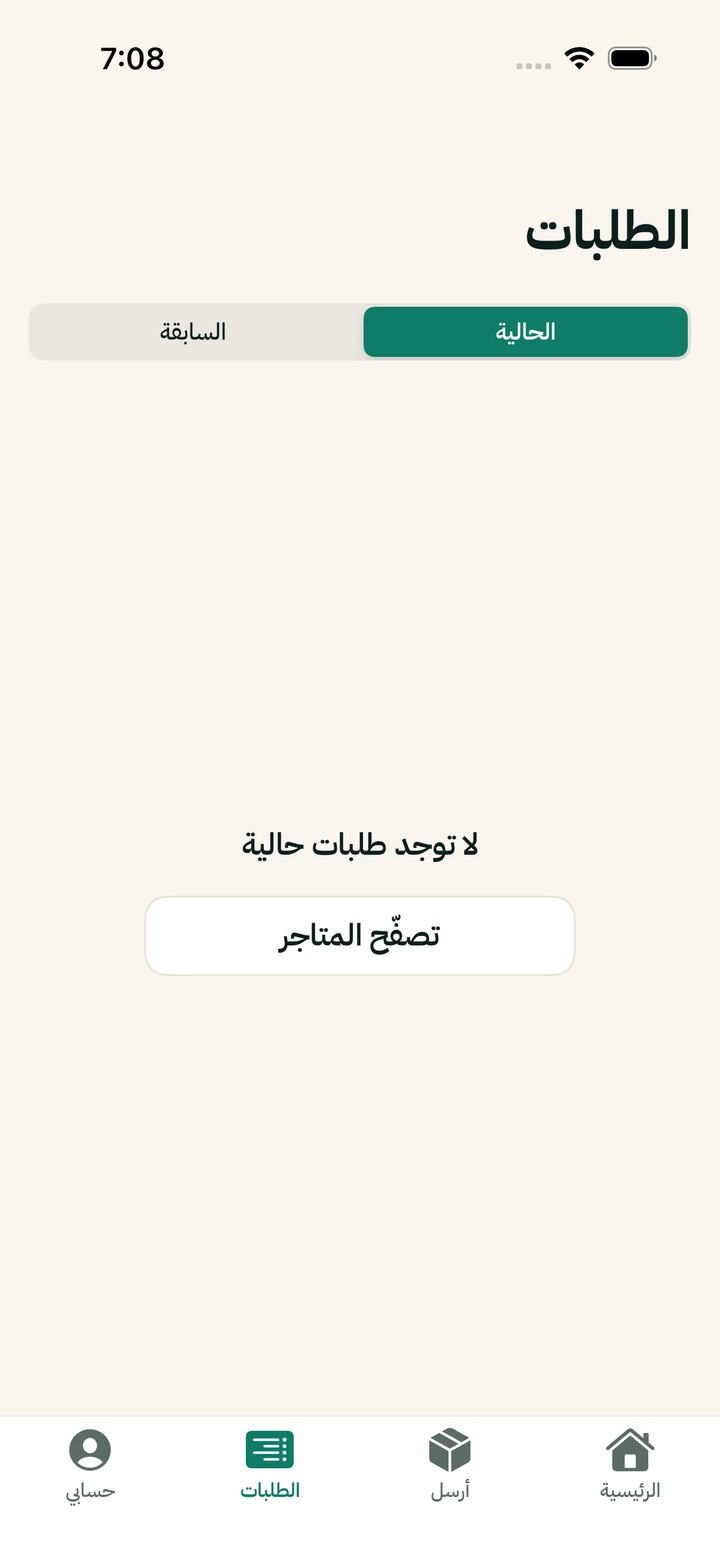 7:08
الطلبات
الحالية
السابقة
لا توجد طلبات حالية
تصفّح المتاجر
الرئيسية
أرسل
الطلبات
حسابي